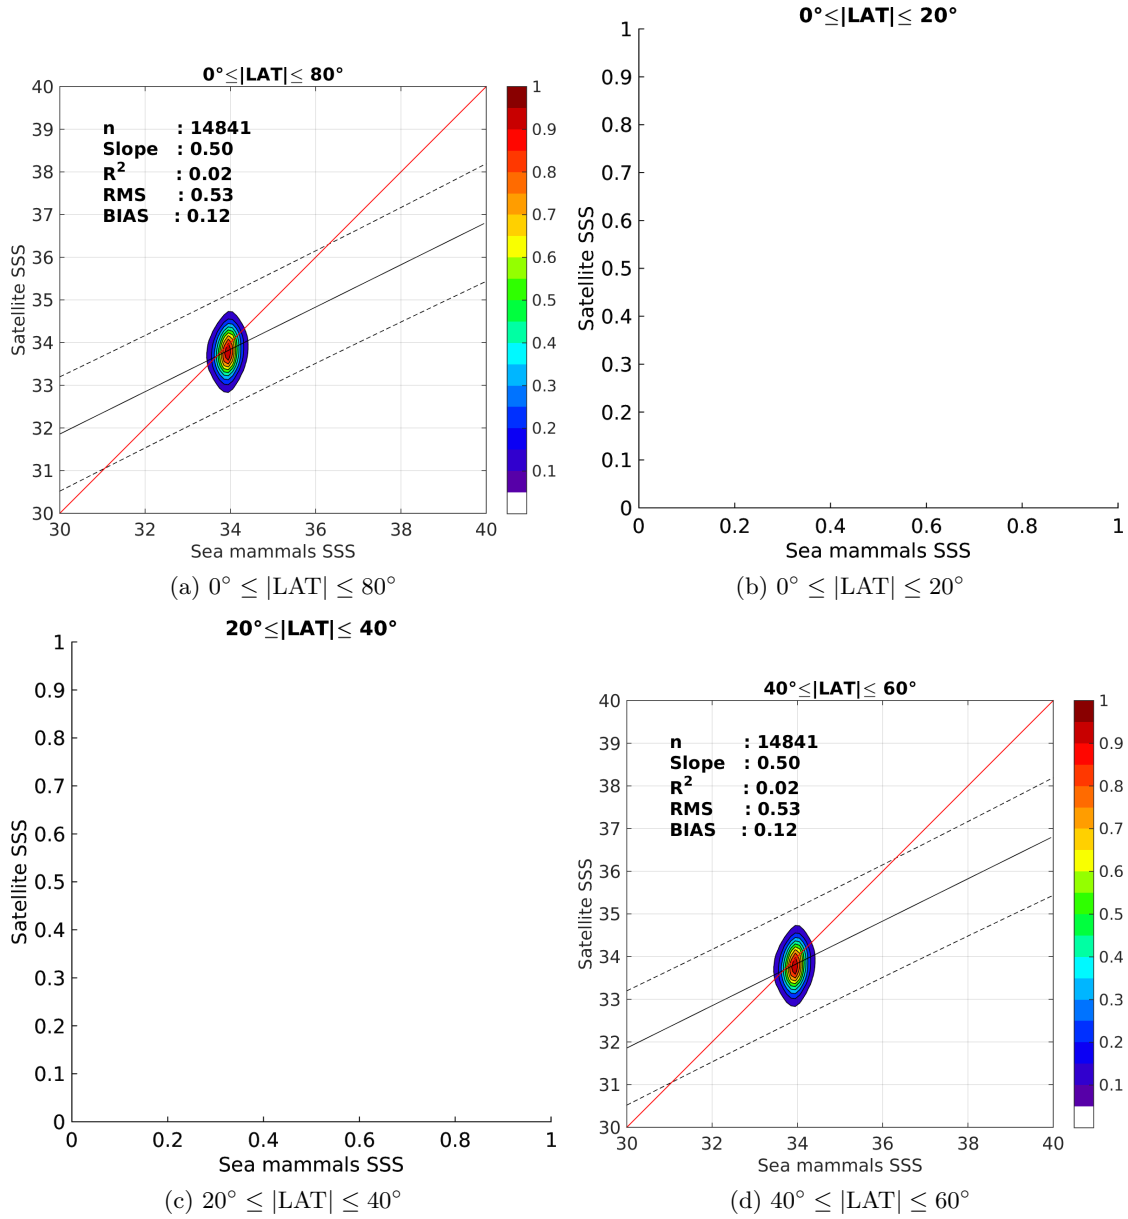 0°≤|LAT|≤ 80°
40
39
38
37
36
35
34
33
32
31
30
30 32 34 36 38 40
Satellite SSS
Sea mammals SSS
n : 14841
Slope : 0.50
R² : 0.02
RMS : 0.53
BIAS : 0.12
1
0.9
0.8
0.7
0.6
0.5
0.4
0.3
0.2
0.1
(a) 0° ≤ |LAT| ≤ 80°
0°≤|LAT|≤ 20°
1
0.9
0.8
0.7
0.6
0.5
0.4
0.3
0.2
0.1
0
0 0.2 0.4 0.6 0.8 1
Satellite SSS
Sea mammals SSS
(b) 0° ≤ |LAT| ≤ 20°
20°≤|LAT|≤ 40°
1
0.9
0.8
0.7
0.6
0.5
0.4
0.3
0.2
0.1
0
0 0.2 0.4 0.6 0.8 1
Satellite SSS
Sea mammals SSS
(c) 20° ≤ |LAT| ≤ 40°
40°≤|LAT|≤ 60°
40
39
38
37
36
35
34
33
32
31
30
30 32 34 36 38 40
Satellite SSS
Sea mammals SSS
n : 14841
Slope : 0.50
R² : 0.02
RMS : 0.53
BIAS : 0.12
1
0.9
0.8
0.7
0.6
0.5
0.4
0.3
0.2
0.1
(d) 40° ≤ |LAT| ≤ 60°